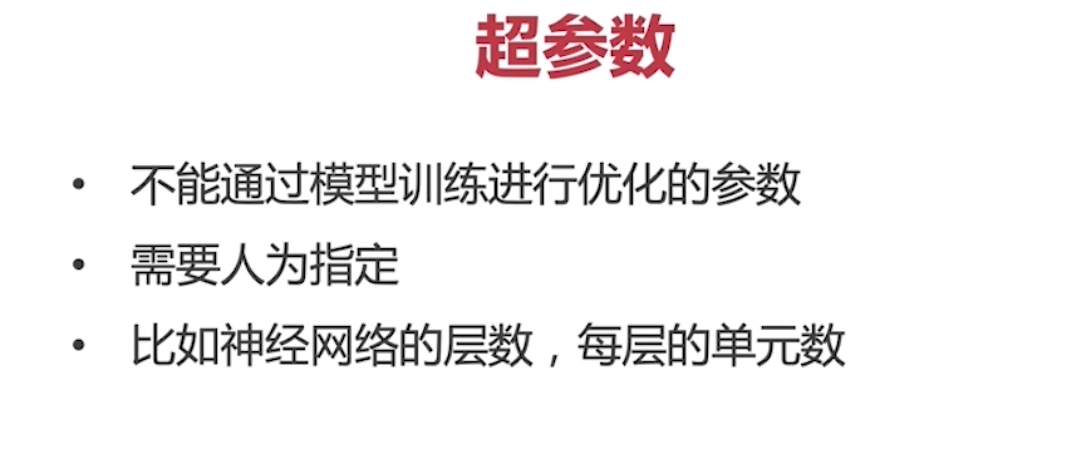 超参数
• 不能通过模型训练进行优化的参数
• 需要人为指定
• 比如神经网络的层数，每层的单元数